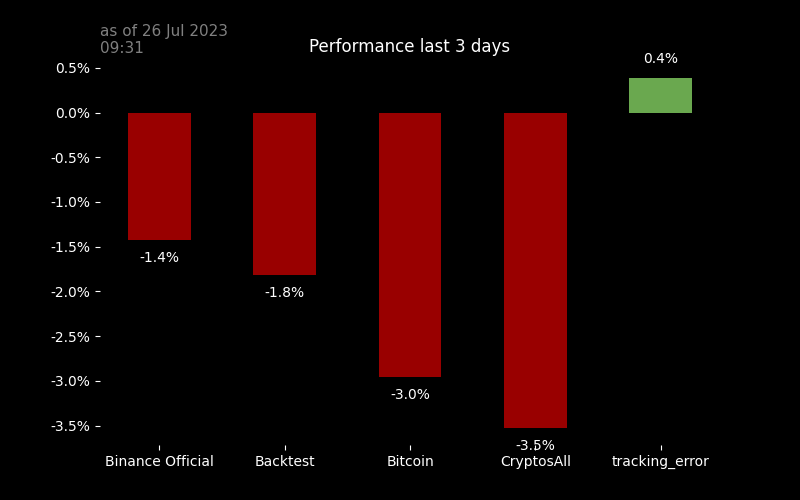 as of 26 Jul 2023
09:31
Performance last 3 days
0.4%
0.5%
0.0%
-0.5%
-1.0%
-1.5%
-2.0%
-2.5%
-3.0%
-3.5%
-1.4%
-1.8%
-3.0%
-3.5%
Binance Official
Backtest
Bitcoin
CryptosAll
tracking_error